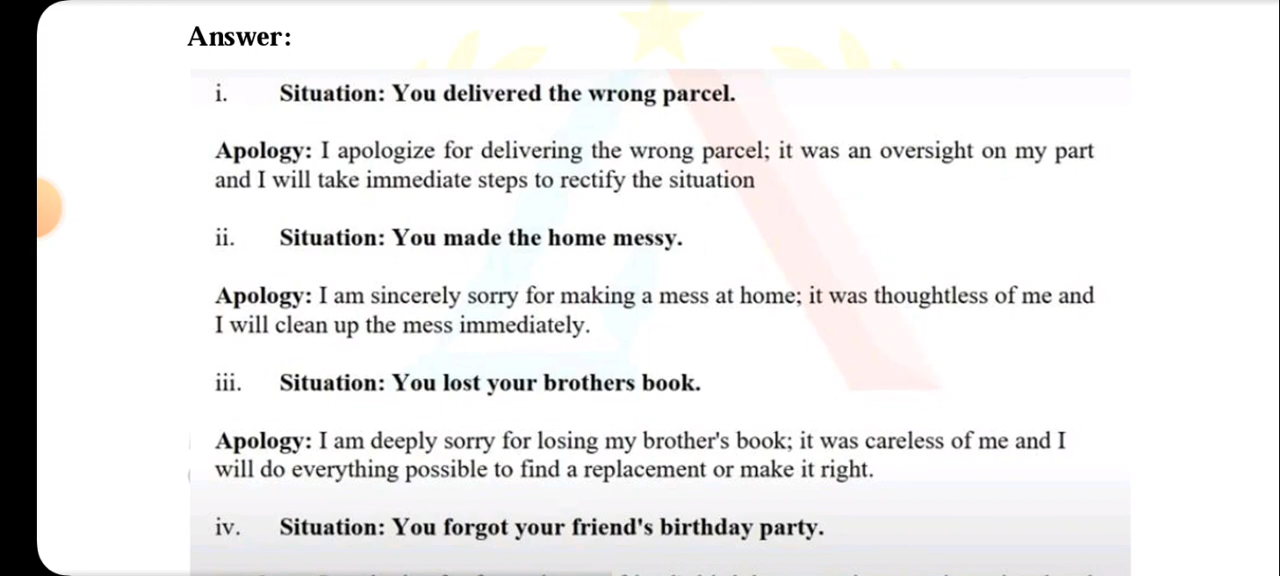 Answer:
i. Situation: You delivered the wrong parcel.
Apology: I apologize for delivering the wrong parcel; it was an oversight on my part
and I will take immediate steps to rectify the situation
ii. Situation: You made the home messy.
Apology: I am sincerely sorry for making a mess at home; it was thoughtless of me and
I will clean up the mess immediately.
iii. Situation: You lost your brothers book.
Apology: I am deeply sorry for losing my brother's book; it was careless of me and I
will do everything possible to find a replacement or make it right.
iv. Situation: You forgot your friend's birthday party.